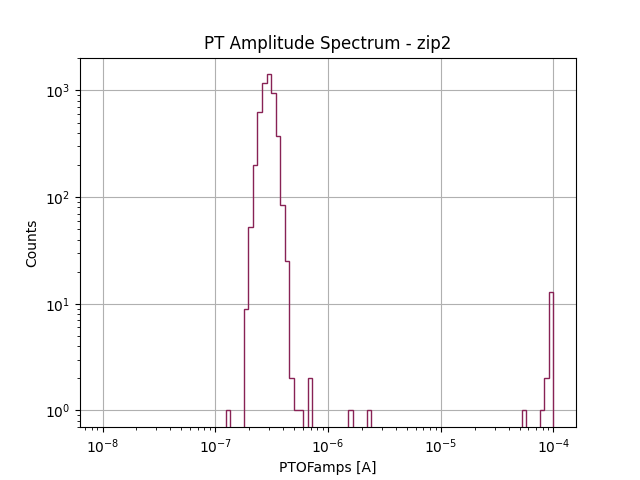 PT Amplitude Spectrum - zip2
Counts
10³
10²
10¹
10⁰
10⁻⁸ 10⁻⁷ 10⁻⁶ 10⁻⁵ 10⁻⁴
PTOFamps [A]